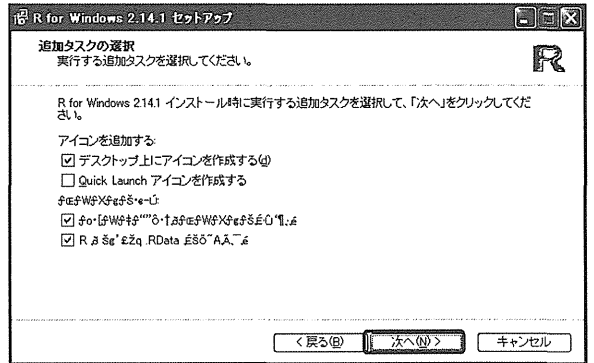 R for Windows 2.14.1 セットアップ
追加タスクの選択
実行する追加タスクを選択してください。
R
R for Windows 2.14.1 インストール時に実行する追加タスクを選択して、「次へ」をクリックしてくだ
さい。
アイコンを追加する:
デスクトップ上にアイコンを作成する(d)
Quick Launch アイコンを作成する
R .RData
< 戻る(B)
次へ(N) >
キャンセル